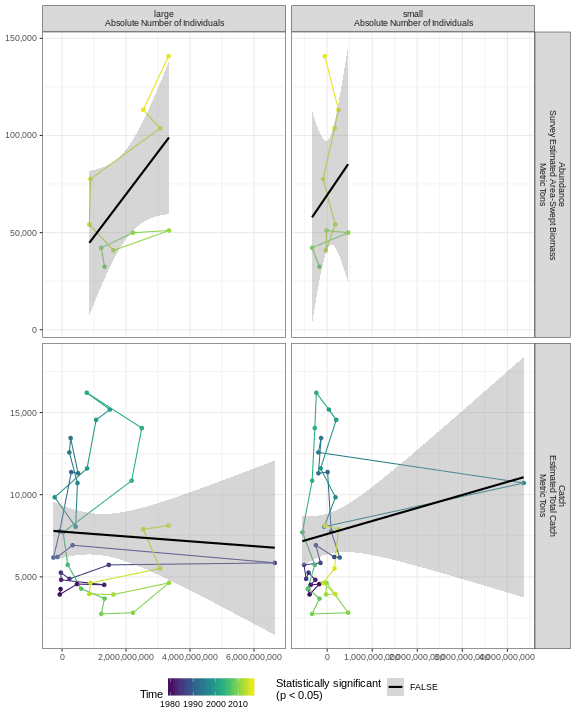 large
Absolute Number of Individuals
small
Absolute Number of Individuals
150,000
100,000
50,000
0
Abundance
Survey Estimated Area-Swept Biomass
Metric Tons
15,000
10,000
5,000
Catch
Estimated Total Catch
Metric Tons
0 2,000,000,000 4,000,000,000 6,000,000,000
0 1,000,000,000 2,000,000,000 3,000,000,000 4,000,000,000
Time
1980 1990 2000 2010
Statistically significant
(p < 0.05)
FALSE